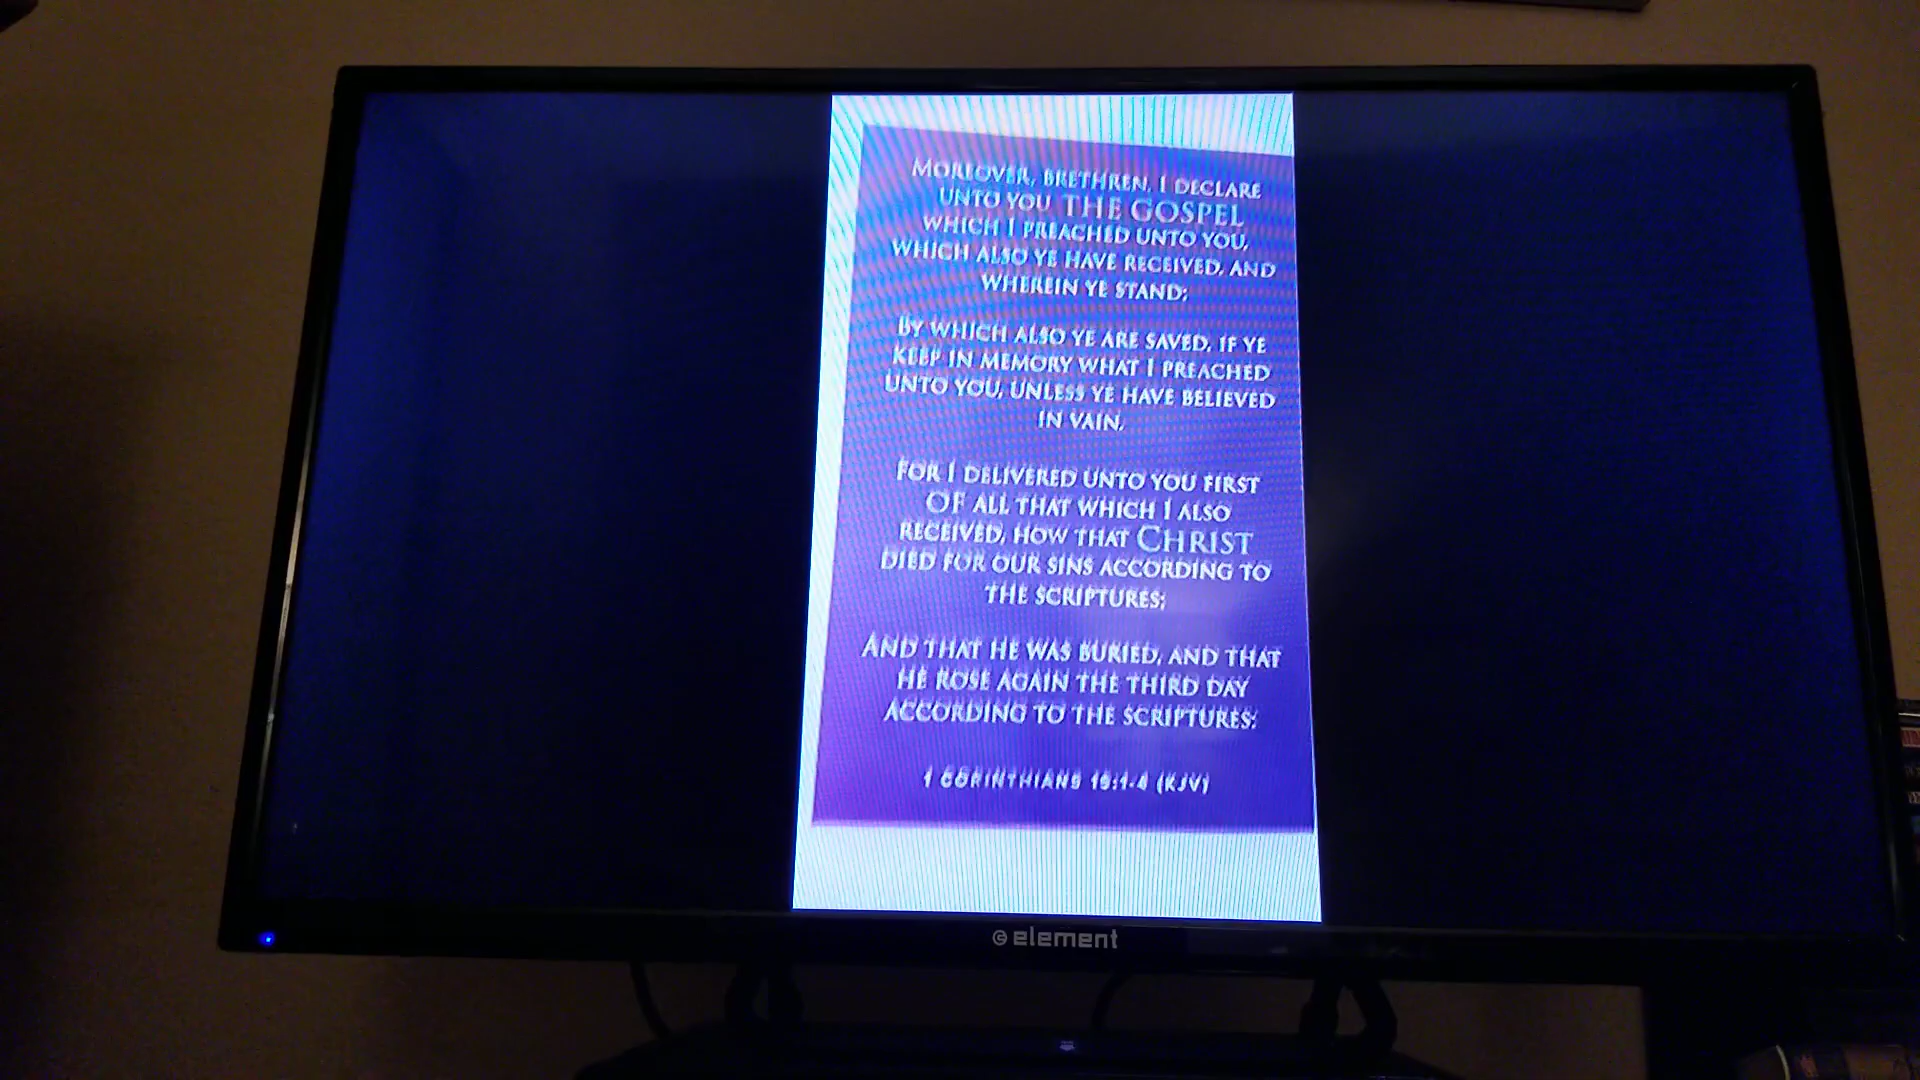 Moreover, brethren, I declare
unto you the Gospel
which I preached unto you,
which also ye have received, and
wherein ye stand;
By which also ye are saved, if ye
keep in memory what I preached
unto you, unless ye have believed
in vain.
For I delivered unto you first
of all that which I also
received, how that Christ
died for our sins according to
the scriptures;
And that he was buried, and that
he rose again the third day
according to the scriptures:
1 Corinthians 15:1-4 (KJV)
element